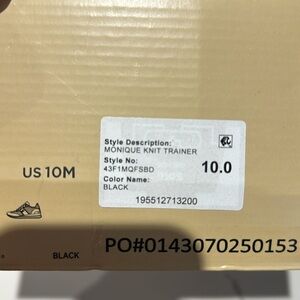 Style Description:
MONIQUE KNIT TRAINER
Style No:
43F1MQFSBD
10.0
Color Name:
BLACK
195512713200
US 10M
BLACK
PO#0143070250153